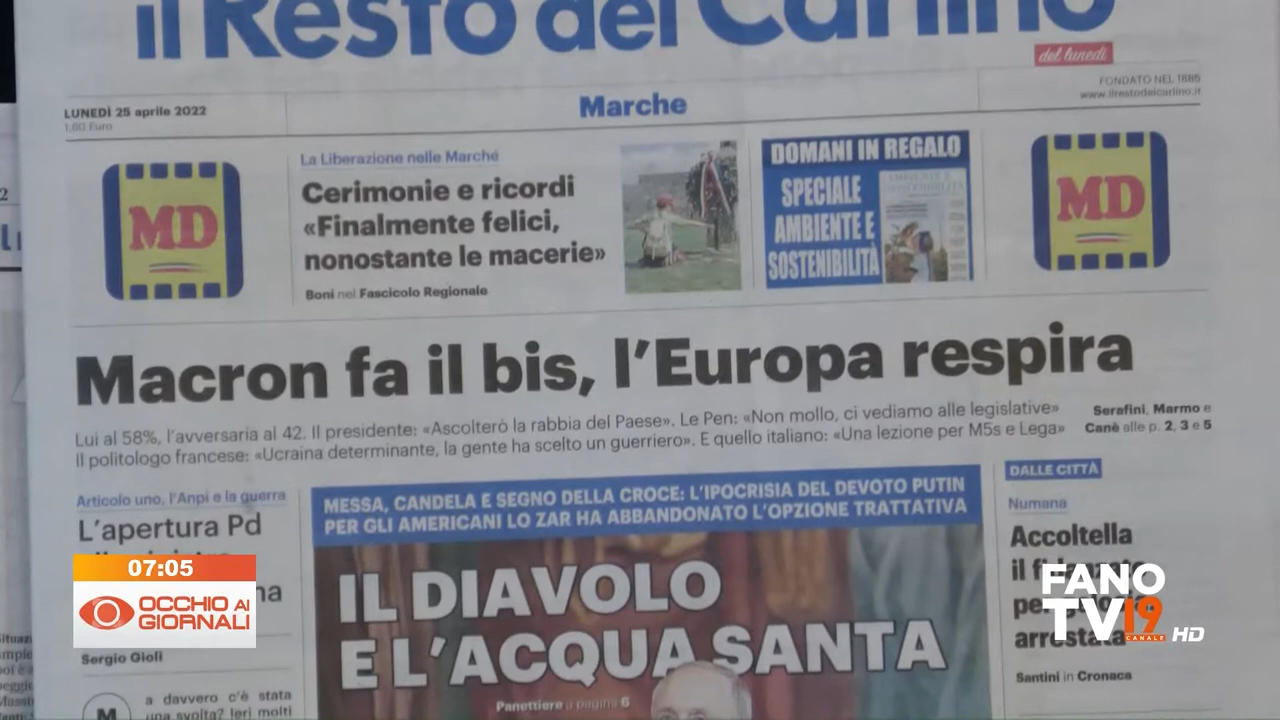 il Resto del Carlino
del lunedì
LUNEDÌ 25 aprile 2022
1,60 Euro
Marche
FONDATO NEL 1885
www.ilrestodelcarlino.it
MD
La Liberazione nelle Marche
Cerimonie e ricordi
«Finalmente felici,
nonostante le macerie»
Boni nel Fascicolo Regionale
DOMANI IN REGALO
SPECIALE
AMBIENTE E
SOSTENIBILITÀ
MD
Macron fa il bis, l'Europa respira
Lui al 58%, l'avversaria al 42. Il presidente: «Ascolterò la rabbia del Paese». Le Pen: «Non mollo, ci vediamo alle legislative»
Il politologo francese: «Ucraina determinante, la gente ha scelto un guerriero». E quello italiano: «Una lezione per M5s e Lega»
Serafini, Marmo e
Canè alle p. 2, 3 e 5
Articolo uno, l'Anpi e la guerra
L'apertura Pd
Sergio Gioli
a davvero c'è stata
una svolta? Ieri molti
MESSA, CANDELA E SEGNO DELLA CROCE: L'IPOCRISIA DEL DEVOTO PUTIN
PER GLI AMERICANI LO ZAR HA ABBANDONATO L'OPZIONE TRATTATIVA
IL DIAVOLO
E L'ACQUA SANTA
Panettiere a pagina 6
DALLE CITTÀ
Numana
Accoltella
il
arrestata
Santini in Cronaca
07:05
OCCHIO AI
GIORNALI
FANO
TV19
CANALE
HD